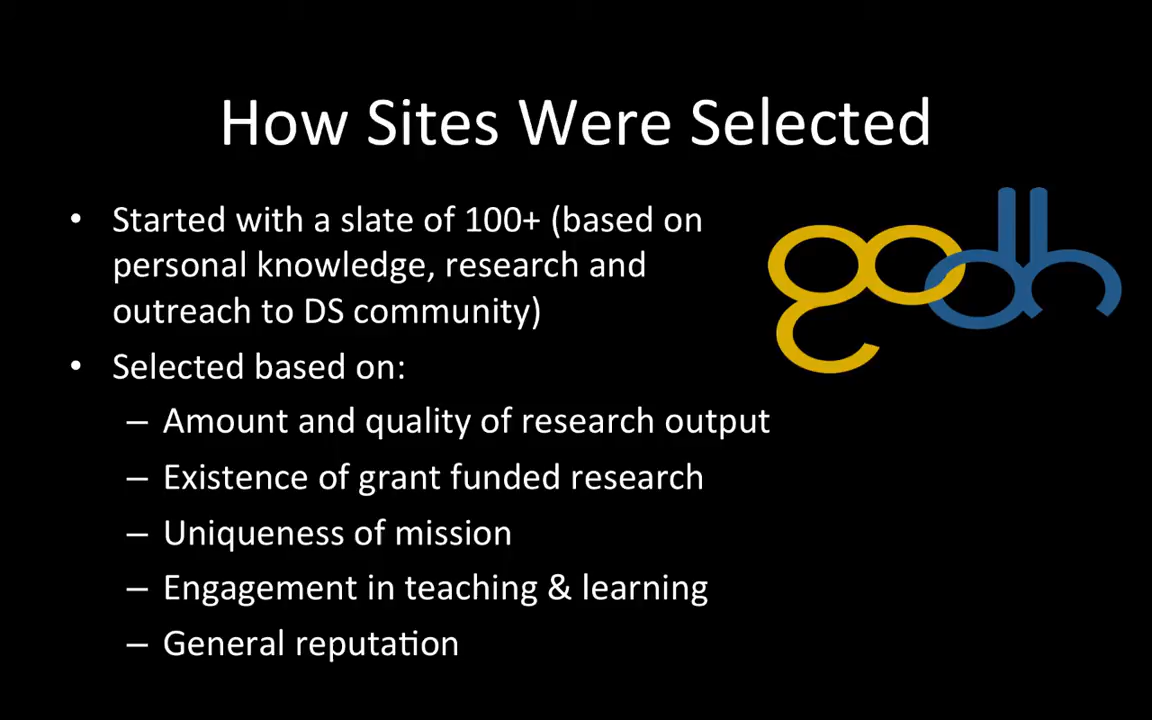 How Sites Were Selected
• Started with a slate of 100+ (based on
personal knowledge, research and
outreach to DS community)
godh
• Selected based on:
– Amount and quality of research output
– Existence of grant funded research
– Uniqueness of mission
– Engagement in teaching & learning
– General reputation